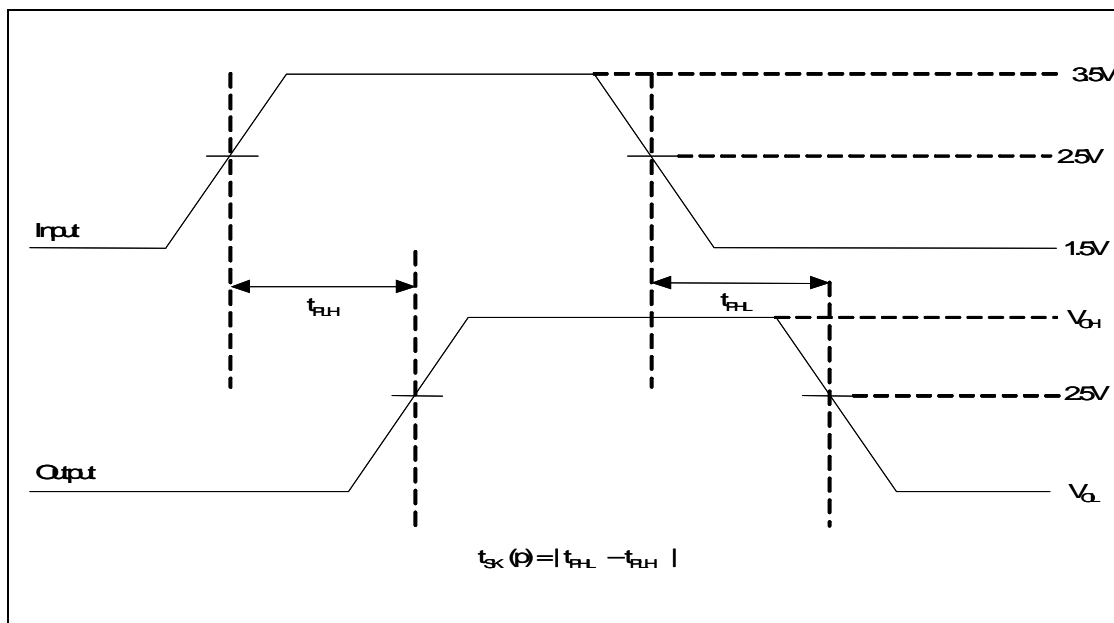 3.5V
2.5V
Input
1.5V
tPLH
tPHL
VOH
2.5V
Output
VOL
tSK(p)=| tPHL – tPLH |